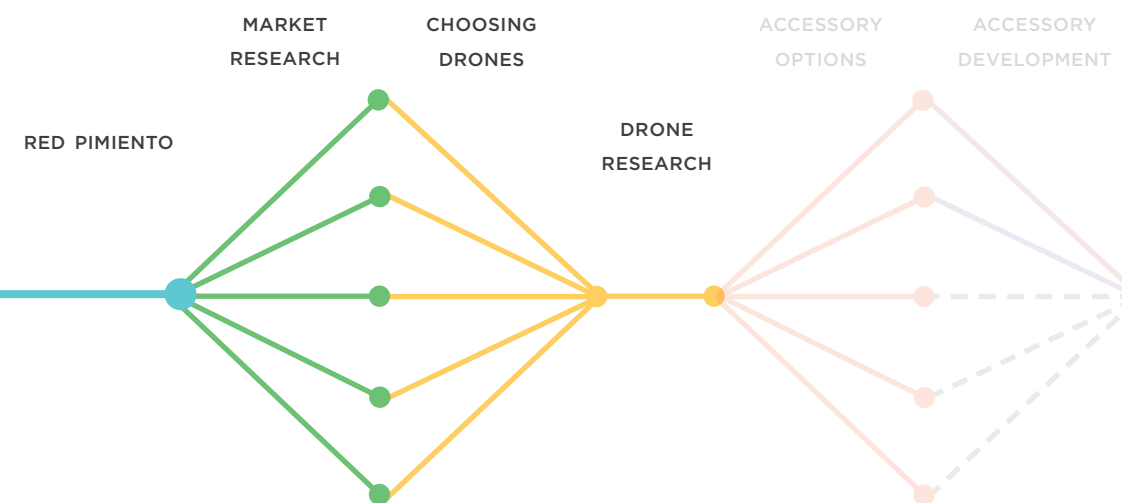 MARKET
RESEARCH
CHOOSING
DRONES
ACCESSORY
OPTIONS
ACCESSORY
DEVELOPMENT
RED PIMIENTO
DRONE
RESEARCH